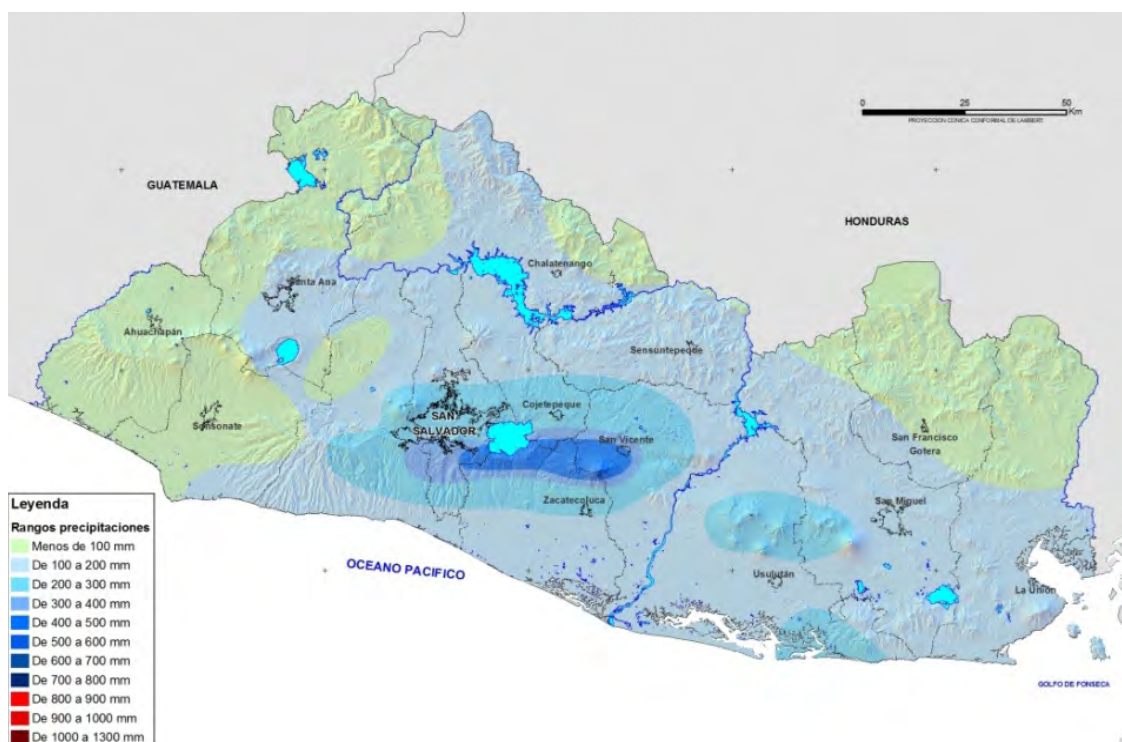 0 25 50
Km
PROYECCION CONICA CONFORMAL DE LAMBERT
GUATEMALA
HONDURAS
Chalatenango
Santa Ana
Ahuachapán
Sensuntepeque
Cojetepeque
SAN
SALVADOR
Sonsonate
San Vicente
San Francisco
Gotera
Zacatecoluca
San Miguel
OCEANO PACIFICO
Usulután
La Unión
GOLFO DE FONSECA
Leyenda
Rangos precipitaciones
Menos de 100 mm
De 100 a 200 mm
De 200 a 300 mm
De 300 a 400 mm
De 400 a 500 mm
De 500 a 600 mm
De 600 a 700 mm
De 700 a 800 mm
De 800 a 900 mm
De 900 a 1000 mm
De 1000 a 1300 mm